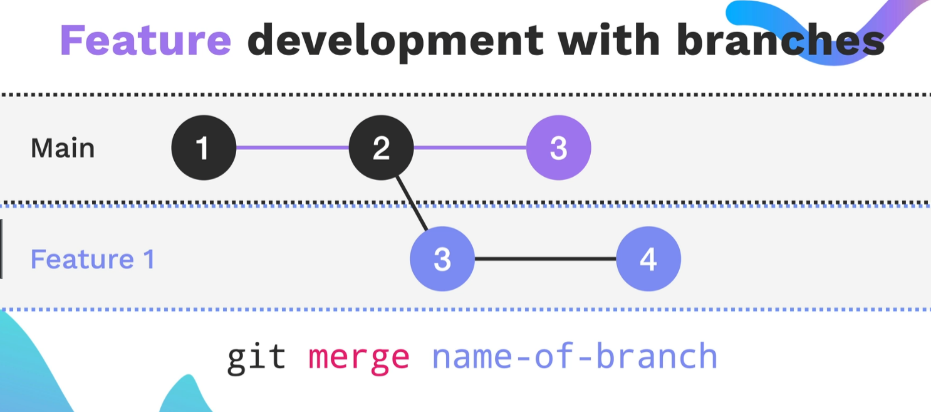 Feature development with branches
Main 1 2 3
Feature 1 3 4
git merge name-of-branch